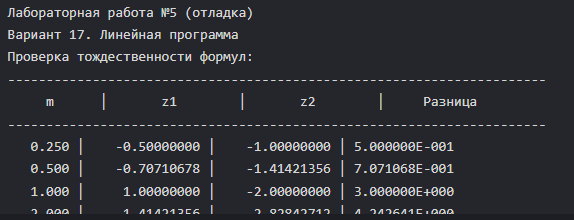 Лабораторная работа №5 (отладка)
Вариант 17. Линейная программа
Проверка тождественности формул:
----------------------------------------------------------------------
m | z1 | z2 | Разница
----------------------------------------------------------------------
0.250 | -0.50000000 | -1.00000000 | 5.000000E-001
0.500 | -0.70710678 | -1.41421356 | 7.071068E-001
1.000 | 1.00000000 | -2.00000000 | 3.000000E+000
2.000 | 1.41421356 | -2.82842712 | 4.242641E+000